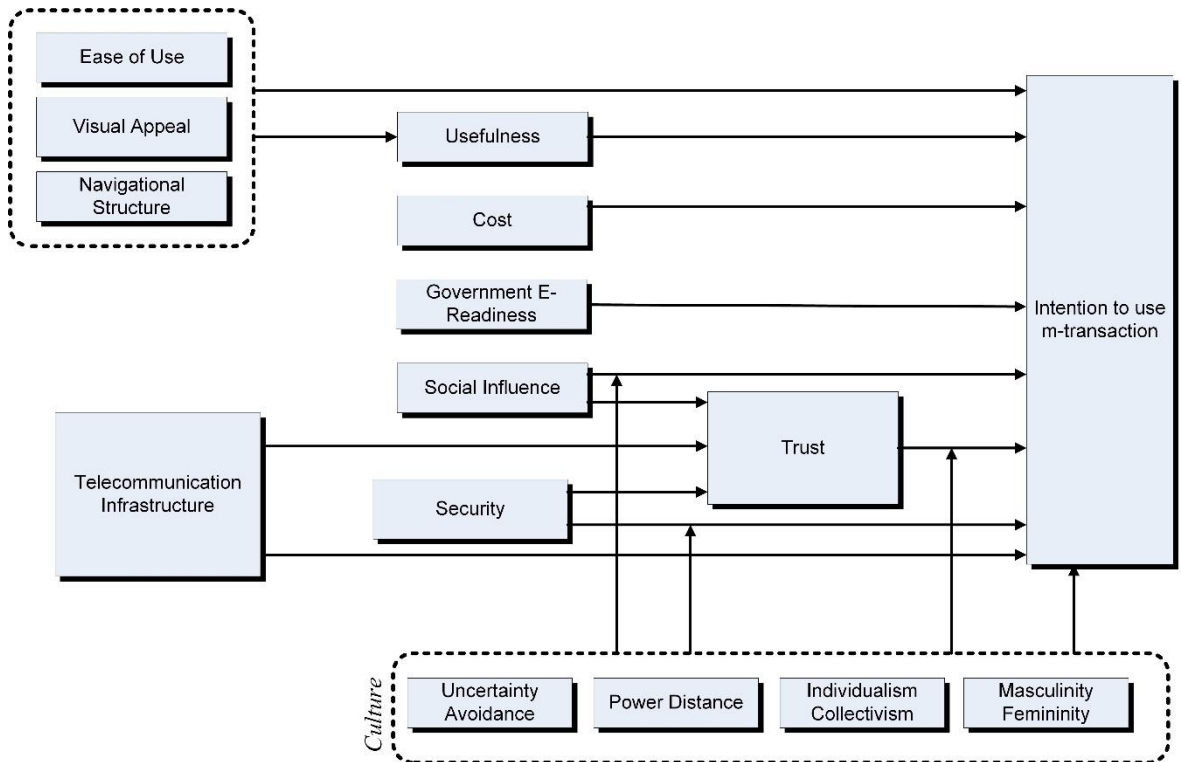 Ease of Use
Visual Appeal
Navigational
Structure
Usefulness
Cost
Government E-
Readiness
Social Influence
Telecommunication
Infrastructure
Security
Trust
Intention to use
m-transaction
Culture
Uncertainty
Avoidance
Power Distance
Individualism
Collectivism
Masculinity
Femininity